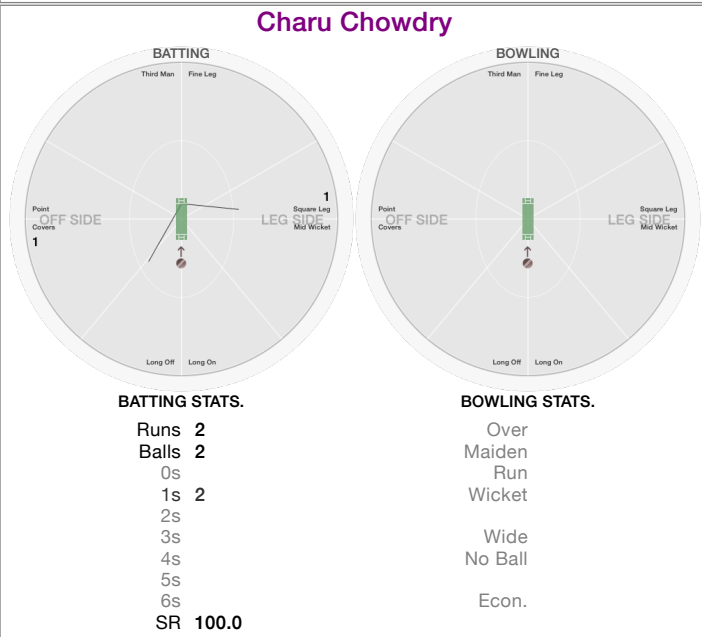 Charu Chowdry
BATTING
Third Man Fine Leg
1
Point Square Leg
OFF SIDE LEG SIDE
Covers Mid Wicket
1
Long Off Long On
BATTING STATS.
Runs 2
Balls 2
0s
1s 2
2s
3s
4s
5s
6s
SR 100.0
BOWLING
Third Man Fine Leg
Point Square Leg
OFF SIDE LEG SIDE
Covers Mid Wicket
Long Off Long On
BOWLING STATS.
Over
Maiden
Run
Wicket
Wide
No Ball
Econ.